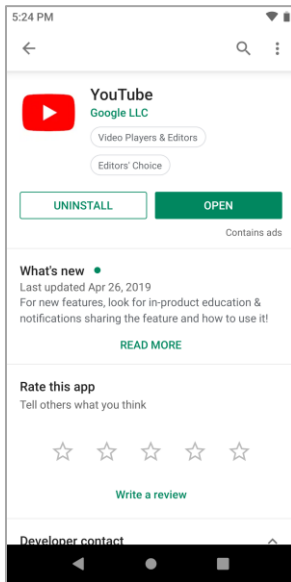 5:24 PM
YouTube
Google LLC
Video Players & Editors
Editors' Choice
UNINSTALL
OPEN
Contains ads
What's new
Last updated Apr 26, 2019
For new features, look for in-product education &
notifications sharing the feature and how to use it!
READ MORE
Rate this app
Tell others what you think
Write a review
Developer contact